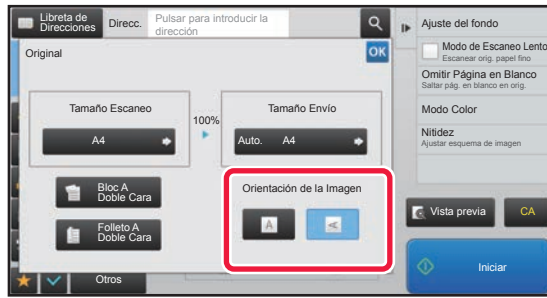 Libreta de
Direcciones
Direcc.
Pulsar para introducir la
dirección
Original
OK
Tamaño Escaneo
A4
100%
Tamaño Envío
Auto. A4
Bloc A
Doble Cara
Folleto A
Doble Cara
Orientación de la Imagen
A
A
Otros
Ajuste del fondo
Modo de Escaneo Lento
Escanear orig. papel fino
Omitir Página en Blanco
Saltar pág. en blanco en orig.
Modo Color
Nitidez
Ajustar esquema de imagen
Vista previa
CA
Iniciar